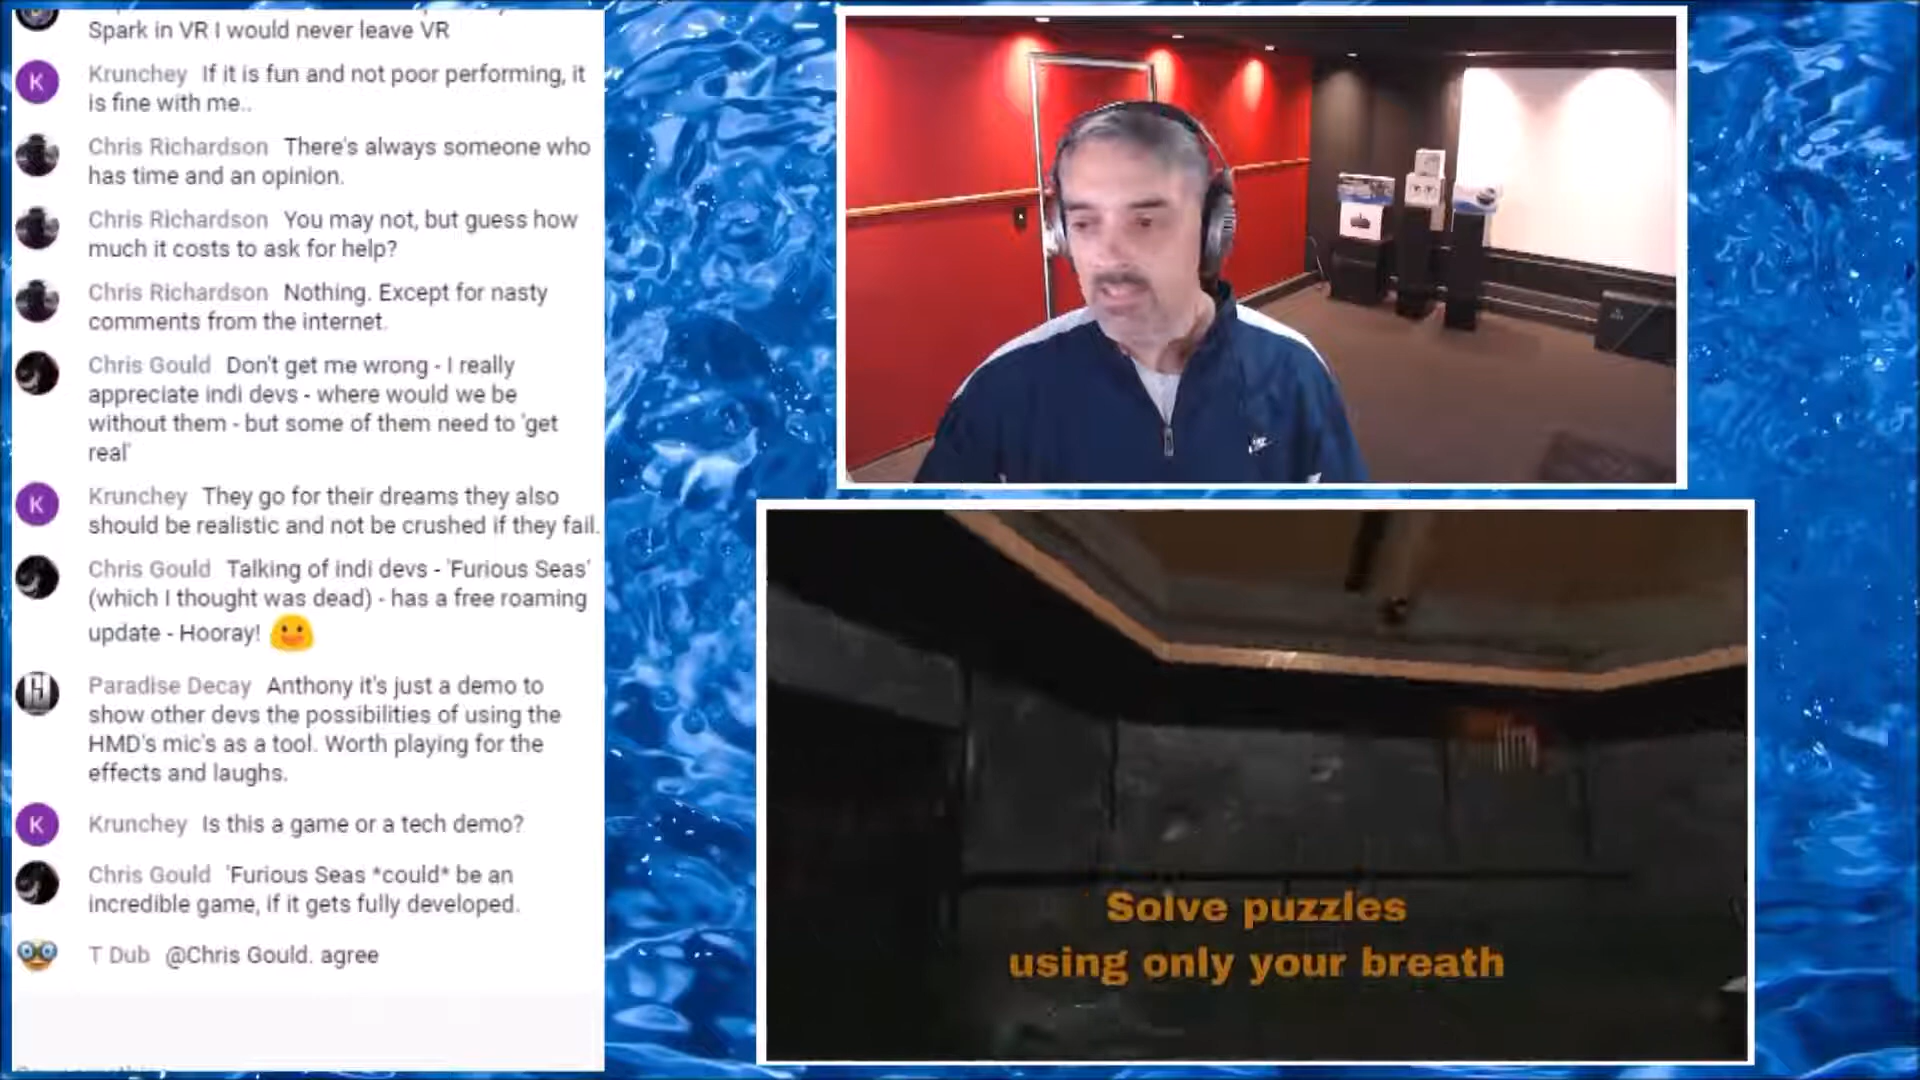 Spark in VR I would never leave VR
K Krunchey If it is fun and not poor performing, it
is fine with me..
Chris Richardson There's always someone who
has time and an opinion.
Chris Richardson You may not, but guess how
much it costs to ask for help?
Chris Richardson Nothing. Except for nasty
comments from the internet.
Chris Gould Don't get me wrong - I really
appreciate indi devs - where would we be
without them - but some of them need to 'get
real'
K Krunchey They go for their dreams they also
should be realistic and not be crushed if they fail.
Chris Gould Talking of indi devs - 'Furious Seas'
(which I thought was dead) - has a free roaming
update - Hooray!
Paradise Decay Anthony it's just a demo to
show other devs the possibilities of using the
HMD's mic's as a tool. Worth playing for the
effects and laughs.
K Krunchey Is this a game or a tech demo?
Chris Gould 'Furious Seas *could* be an
incredible game, if it gets fully developed.
T Dub @Chris Gould. agree
Solve puzzles
using only your breath